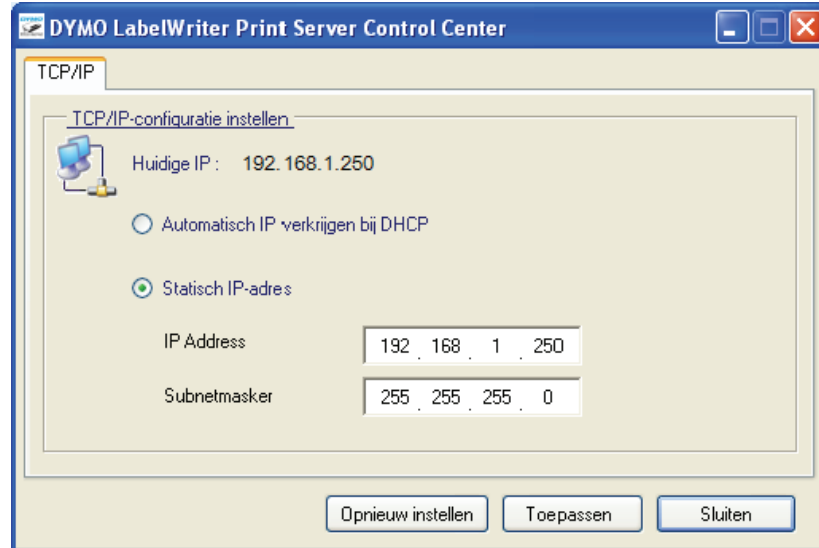 DYMO LabelWriter Print Server Control Center
TCP/IP
TCP/IP-configuratie instellen
Huidige IP : 192.168.1.250
Automatisch IP verkrijgen bij DHCP
Statisch IP-adres
IP Address 192 . 168 . 1 . 250
Subnetmasker 255 . 255 . 255 . 0
Opnieuw instellen Toepassen Sluiten